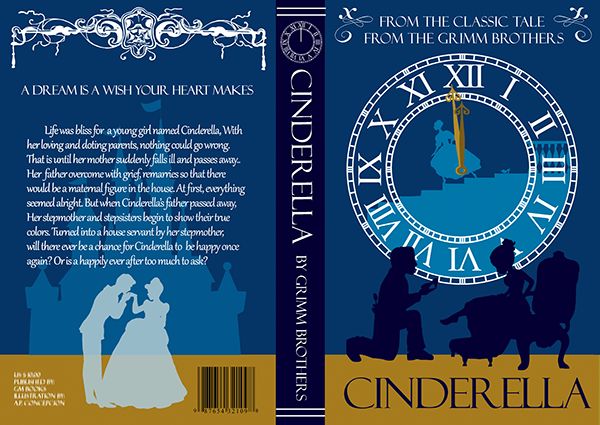 A DREAM IS A WISH YOUR HEART MAKES
Life was bliss for a young girl named Cinderella, With
her loving and doting parents, nothing could go wrong.
That is until her mother suddenly falls ill and passes away..
Her father overcome with grief, remarries so that there
would be a maternal figure in the house. At first, everything
seemed alright. But when Cinderella's father passed away,
Her stepmother and stepsisters begin to show their true
colors. Turned into a house servant by her stepmother,
will there ever be a chance for Cinderella to be happy once
again? Or is a happily ever after too much to ask?
PUBLISHED BY:
GM BOOKS
ILLUSTRATION BY:
A.P. CONCEPCION
9 87654 32109 8
CINDERELLA
BY GRIMM BROTHERS
FROM THE CLASSIC TALE
FROM THE GRIMM BROTHERS
XII
I
II
III
IV
V
VI
VII
VIII
IX
X
XI
CINDERELLA